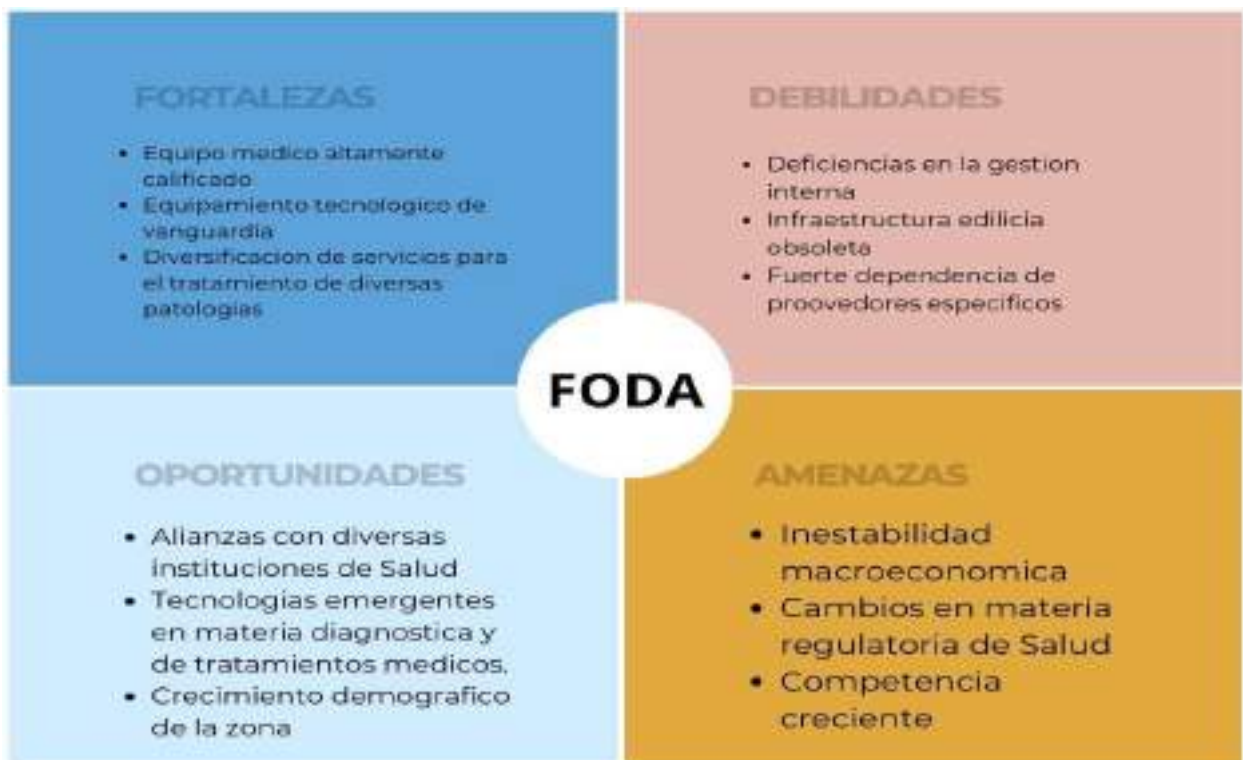 FORTALEZAS
• Equipo medico altamente
calificado
• Equipamiento tecnologico de
vanguardia
• Diversificacion de servicios para
el tratamiento de diversas
patologias
DEBILIDADES
• Deficiencias en la gestion
interna
• Infraestructura edilicia
obsoleta
• Fuerte dependencia de
proovedores especificos
FODA
OPORTUNIDADES
• Alianzas con diversas
instituciones de Salud
• Tecnologias emergentes
en materia diagnostica y
de tratamientos medicos.
• Crecimiento demografico
de la zona
AMENAZAS
• Inestabilidad
macroeconomica
• Cambios en materia
regulatoria de Salud
• Competencia
creciente